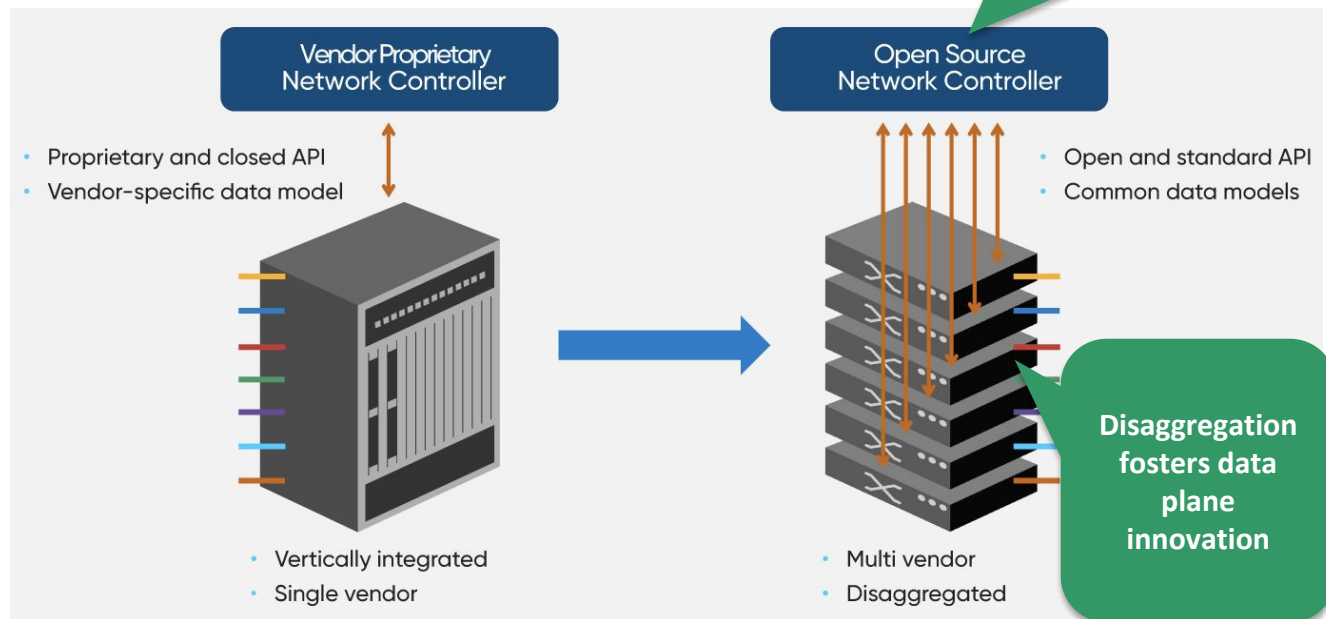 Vendor Proprietary
Network Controller
Open Source
Network Controller
• Proprietary and closed API
• Vendor-specific data model
• Open and standard API
• Common data models
Disaggregation
fosters data
plane
innovation
• Vertically integrated
• Single vendor
• Multi vendor
• Disaggregated